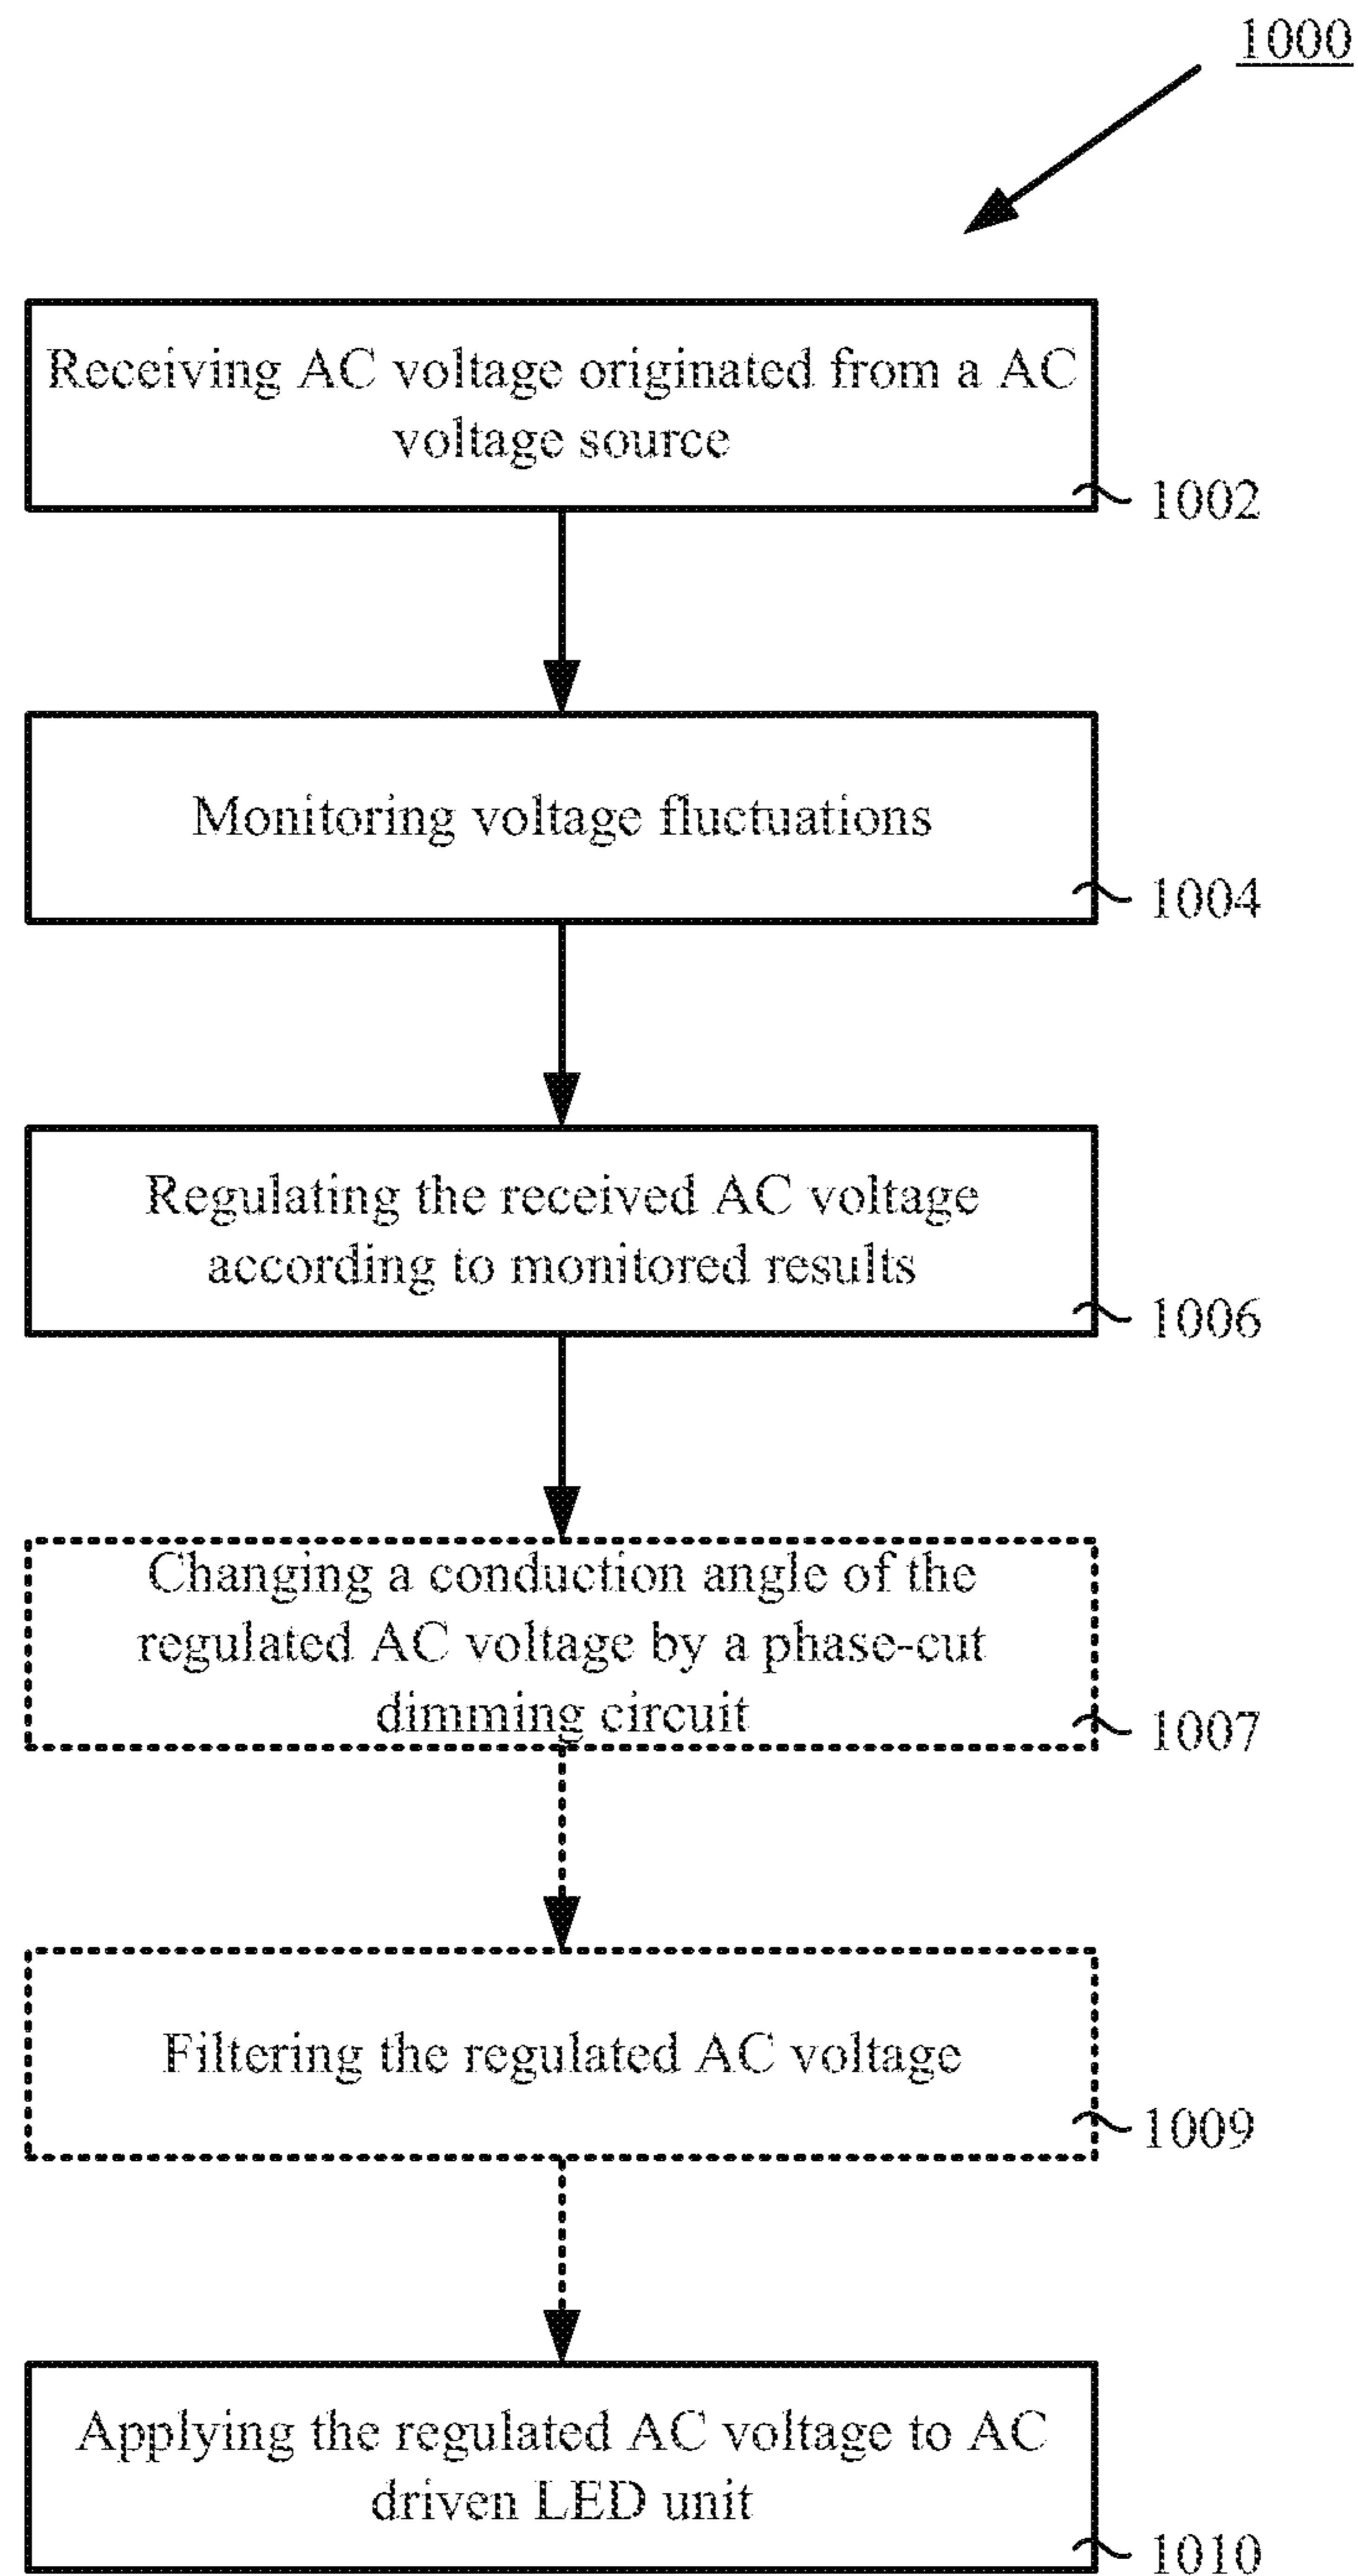 1000
Receiving AC voltage originated from a AC
voltage source
1002
Monitoring voltage fluctuations
1004
Regulating the received AC voltage
according to monitored results
1006
Changing a conduction angle of the
regulated AC voltage by a phase-cut
dimming circuit
1007
Filtering the regulated AC voltage
1009
Applying the regulated AC voltage to AC
driven LED unit
1010